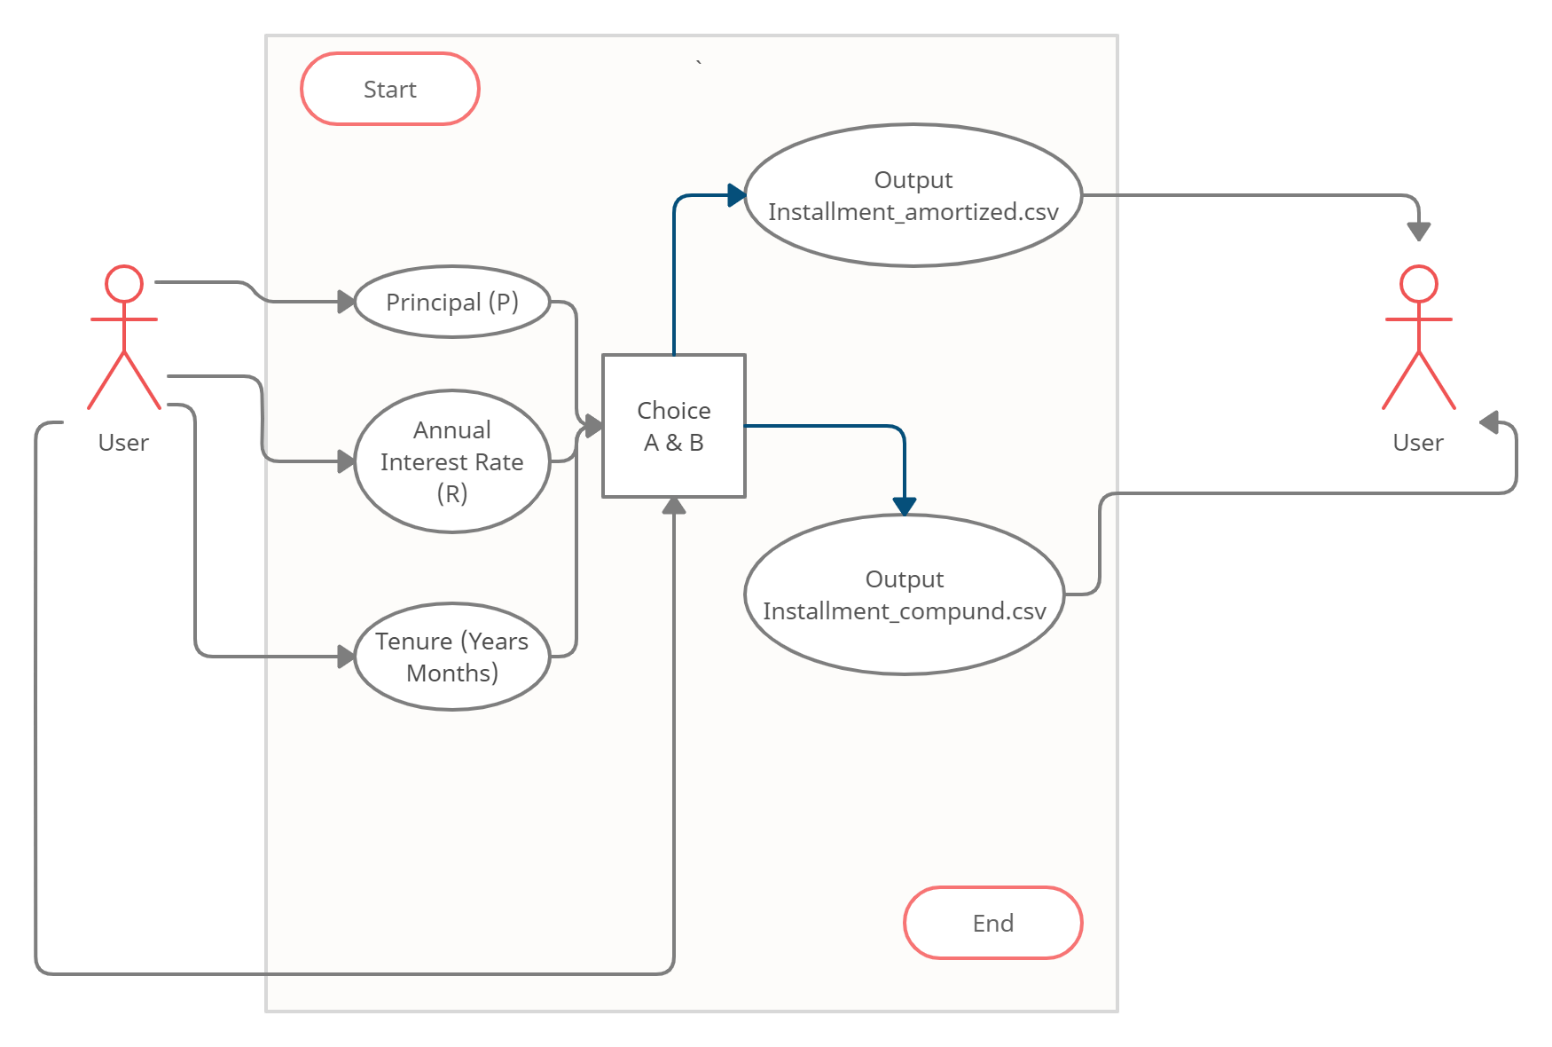 Start
`
Output
Installment_amortized.csv
Principal (P)
Annual
Interest Rate
(R)
Choice
A & B
User
User
Output
Installment_compund.csv
Tenure (Years
Months)
End